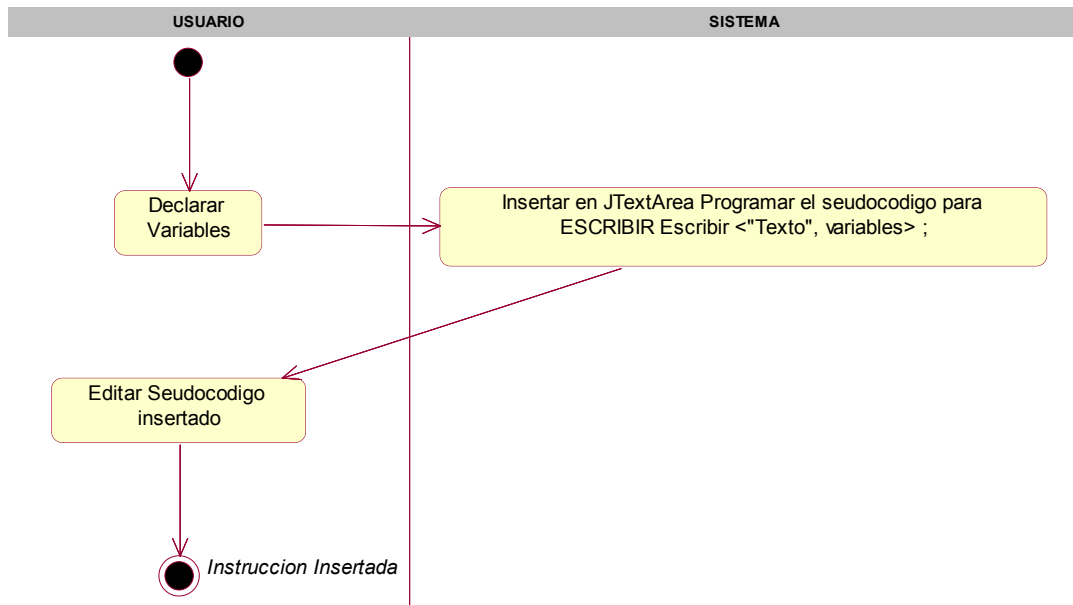 USUARIO
SISTEMA
Declarar
Variables
Insertar en JTextArea Programar el seudocodigo para
ESCRIBIR Escribir <"Texto", variables> ;
Editar Seudocodigo
insertado
Instruccion Insertada